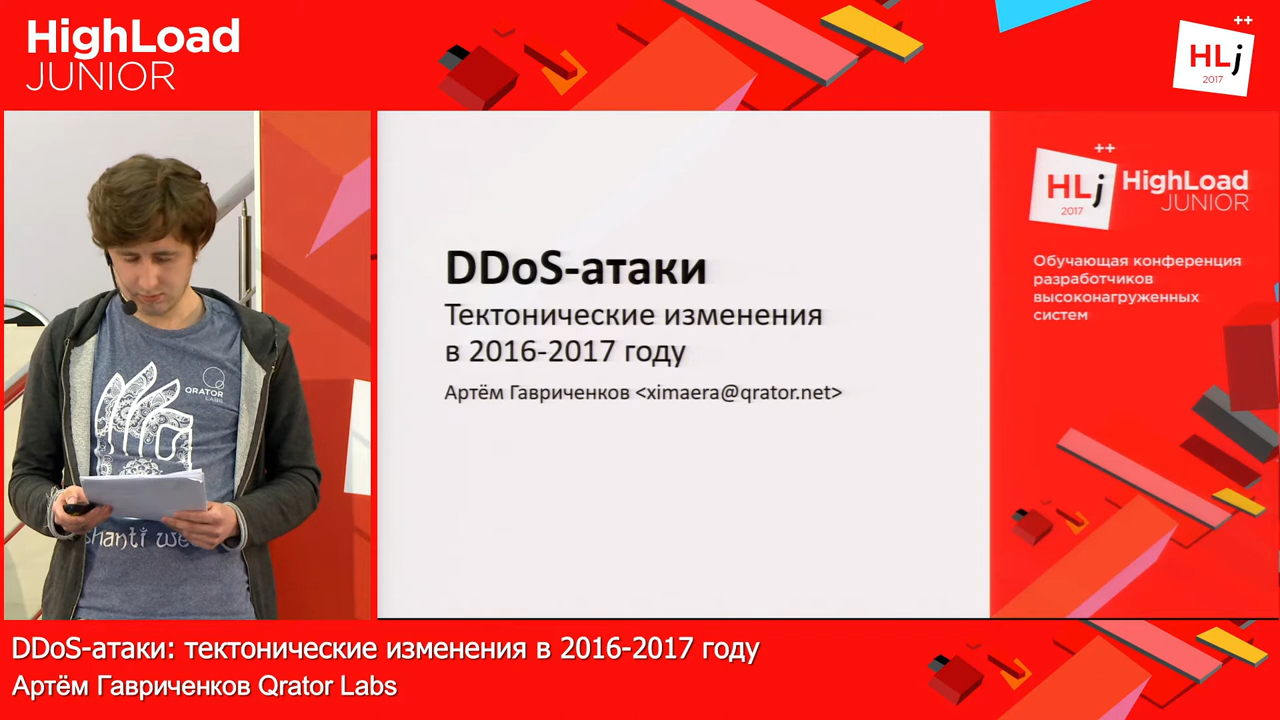 HighLoad
JUNIOR
++
HLj
2017
QRATOR
LABS
shanti we
DDoS-атаки
Тектонические изменения
в 2016-2017 году
Артём Гавриченков <ximaera@qrator.net>
++
HLj
2017
HighLoad
JUNIOR
Обучающая конференция
разработчиков
высоконагруженных
систем
DDoS-атаки: тектонические изменения в 2016-2017 году
Артём Гавриченков Qrator Labs